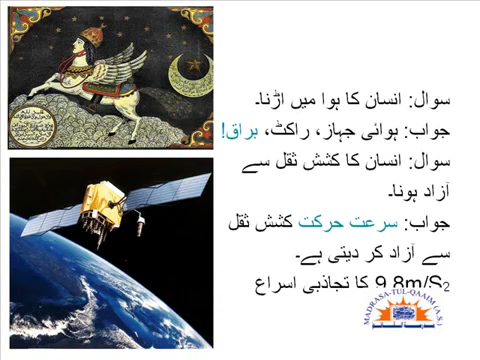 سوال: انسان کا ہوا میں اڑنا۔
جواب: ہوائی جہاز، راکٹ، براق!
سوال: انسان کا کشش ثقل سے
آزاد ہونا۔
جواب: سرعت حرکت کشش ثقل
سے آزاد کر دیتی ہے۔
9.8m/S2 کا تجاذبی اسراع
MADRASA-TUL-QAAIM (A.S.)